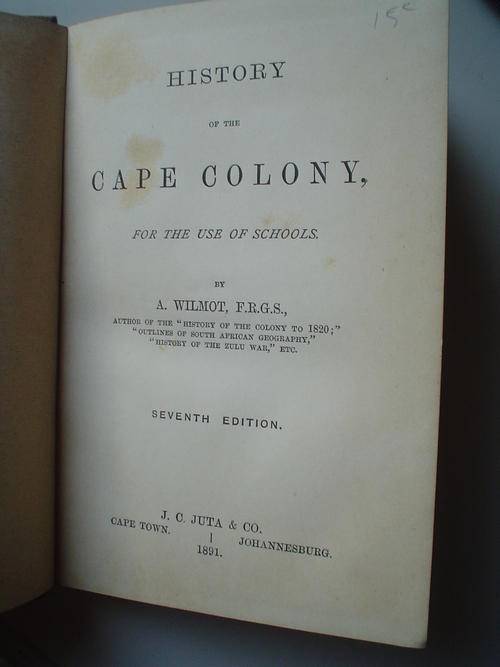 15c
HISTORY
OF THE
CAPE COLONY,
FOR THE USE OF SCHOOLS.
BY
A. WILMOT, F.R.G.S.,
AUTHOR OF THE "HISTORY OF THE COLONY TO 1820;"
"OUTLINES OF SOUTH AFRICAN GEOGRAPHY,"
"HISTORY OF THE ZULU WAR," ETC.
SEVENTH EDITION.
J. C. JUTA & CO.
CAPE TOWN. | JOHANNESBURG.
1891.